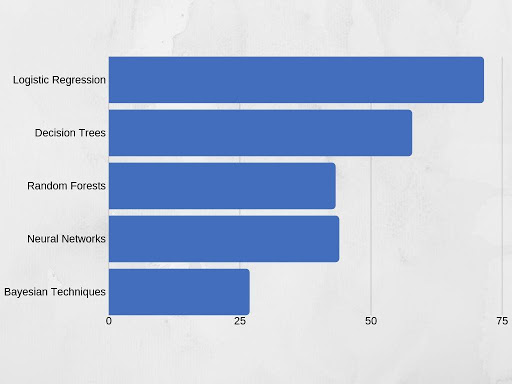 Logistic Regression
Decision Trees
Random Forests
Neural Networks
Bayesian Techniques
0 25 50 75